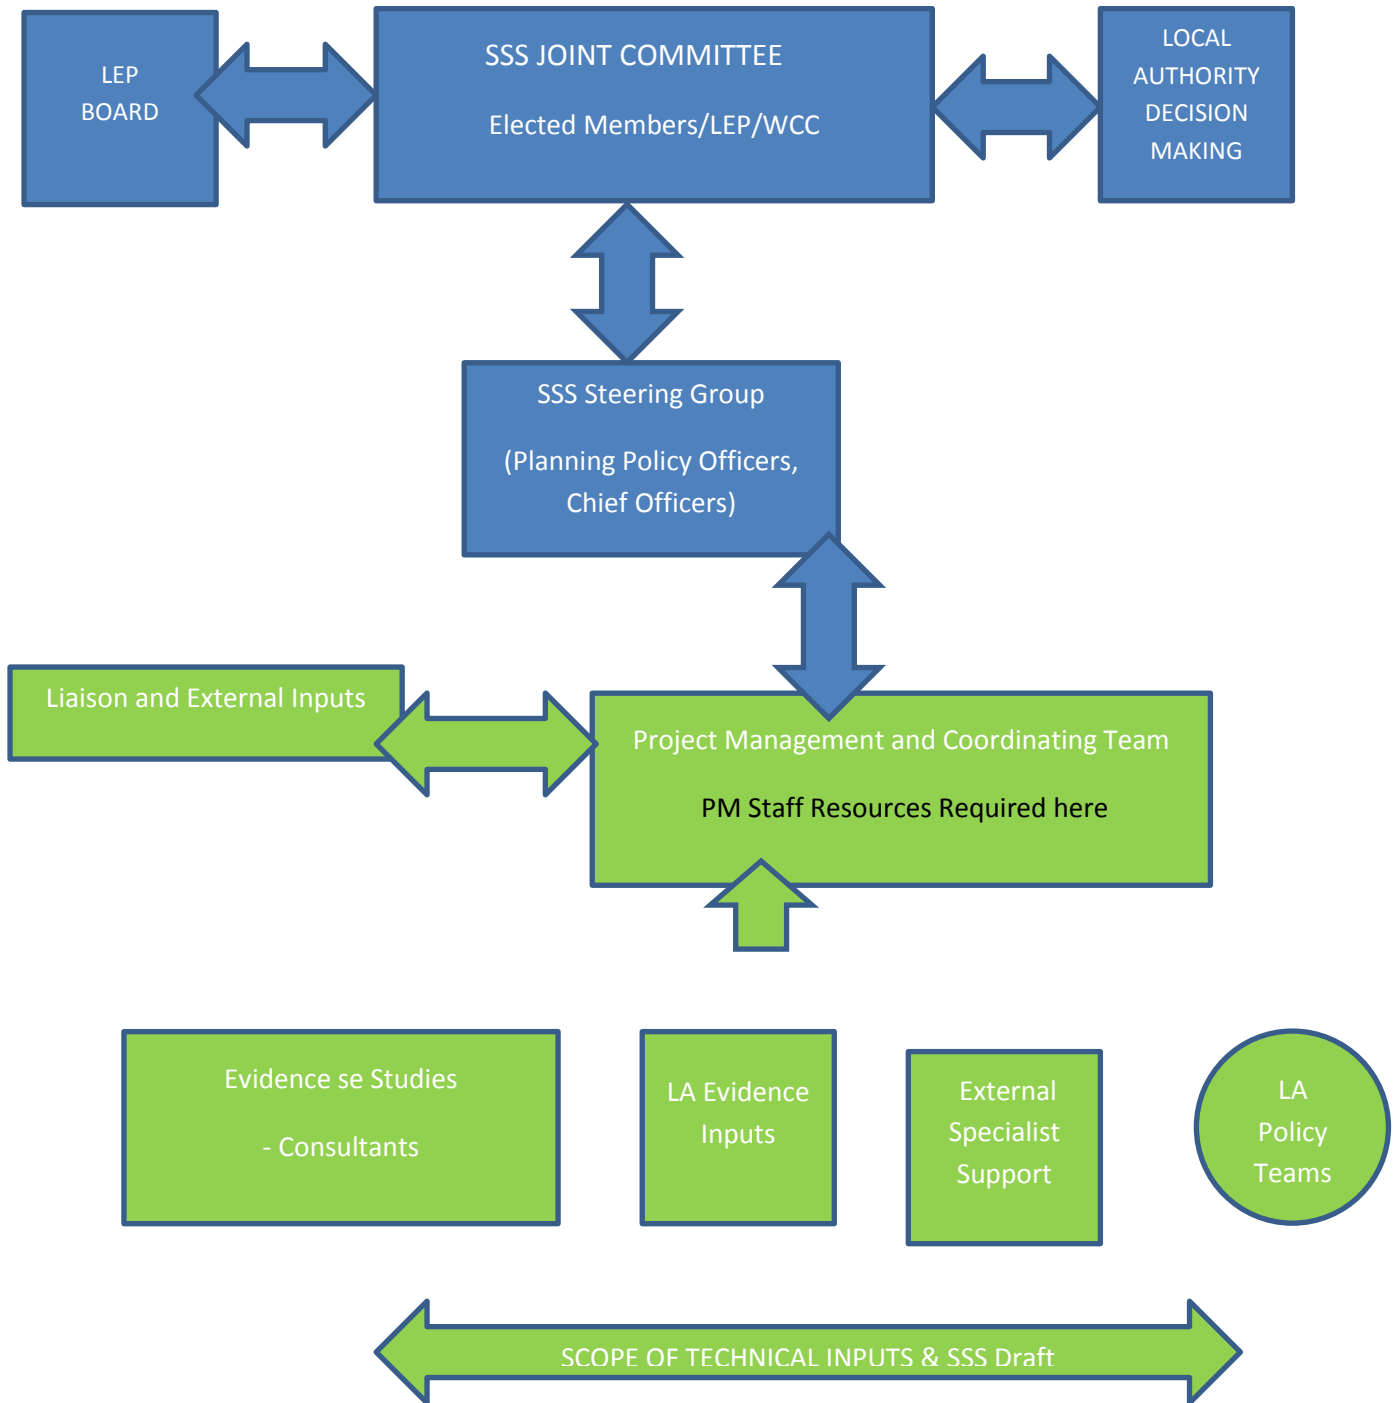 LEP
BOARD
SSS JOINT COMMITTEE
Elected Members/LEP/WCC
LOCAL
AUTHORITY
DECISION
MAKING
SSS Steering Group
(Planning Policy Officers,
Chief Officers)
Liaison and External Inputs
Project Management and Coordinating Team
PM Staff Resources Required here
Evidence se Studies
- Consultants
LA Evidence
Inputs
External
Specialist
Support
LA
Policy
Teams
SCOPE OF TECHNICAL INPUTS & SSS Draft